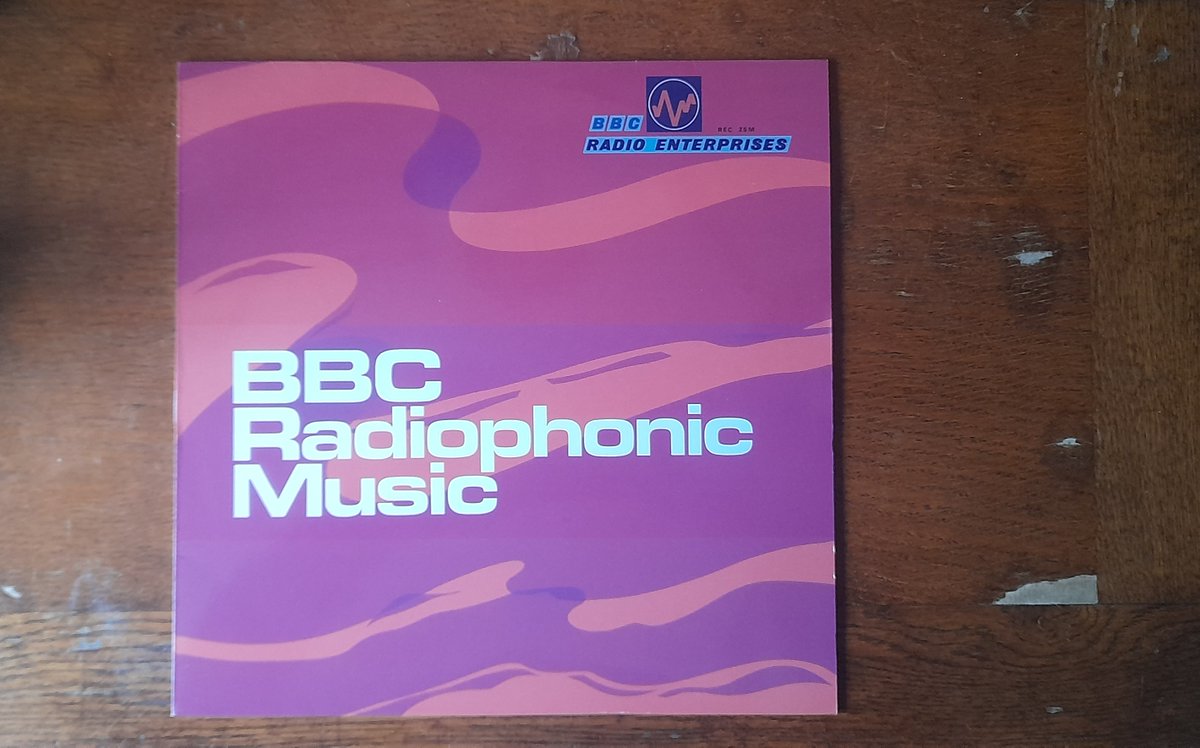 BBC
REC 25M
RADIO ENTERPRISES
BBC
Radiophonic
Music